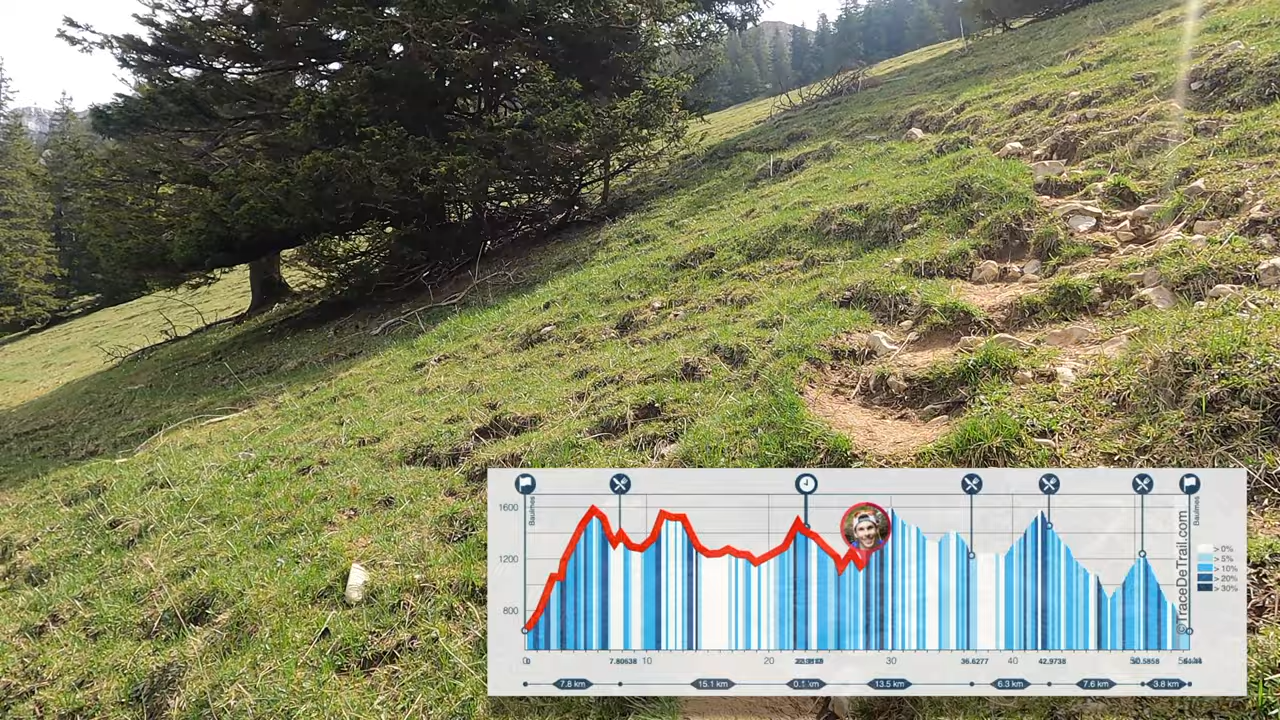 1600
1200
800
Baulmes
Baulmes
©TraceDeTrail.com
> 0%
> 5%
> 10%
> 20%
> 30%
0
7.80638
10
20
30
36.6277
40
42.9738
7.8 km
15.1 km
13.5 km
6.3 km
7.6 km
3.8 km